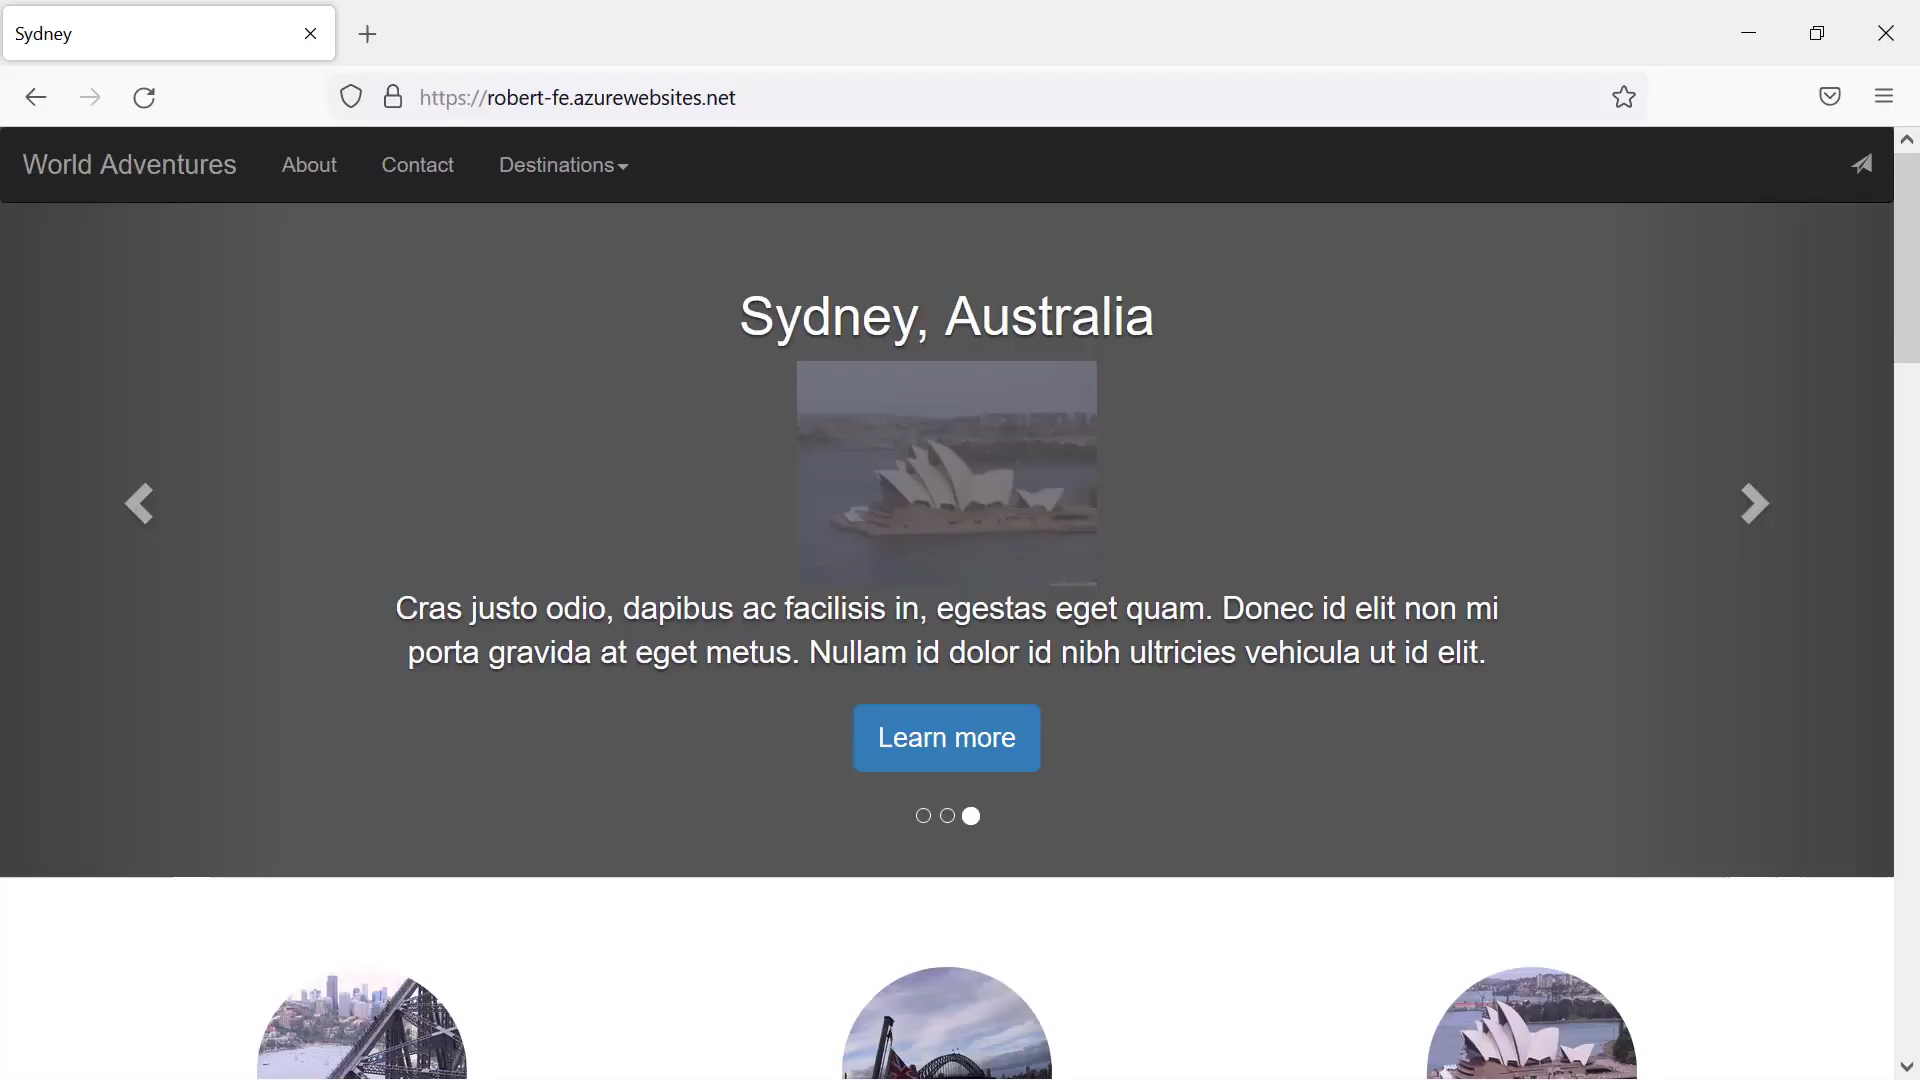 Sydney
https://robert-fe.azurewebsites.net
World Adventures About Contact Destinations
Sydney, Australia
Cras justo odio, dapibus ac facilisis in, egestas eget quam. Donec id elit non mi
porta gravida at eget metus. Nullam id dolor id nibh ultricies vehicula ut id elit.
Learn more